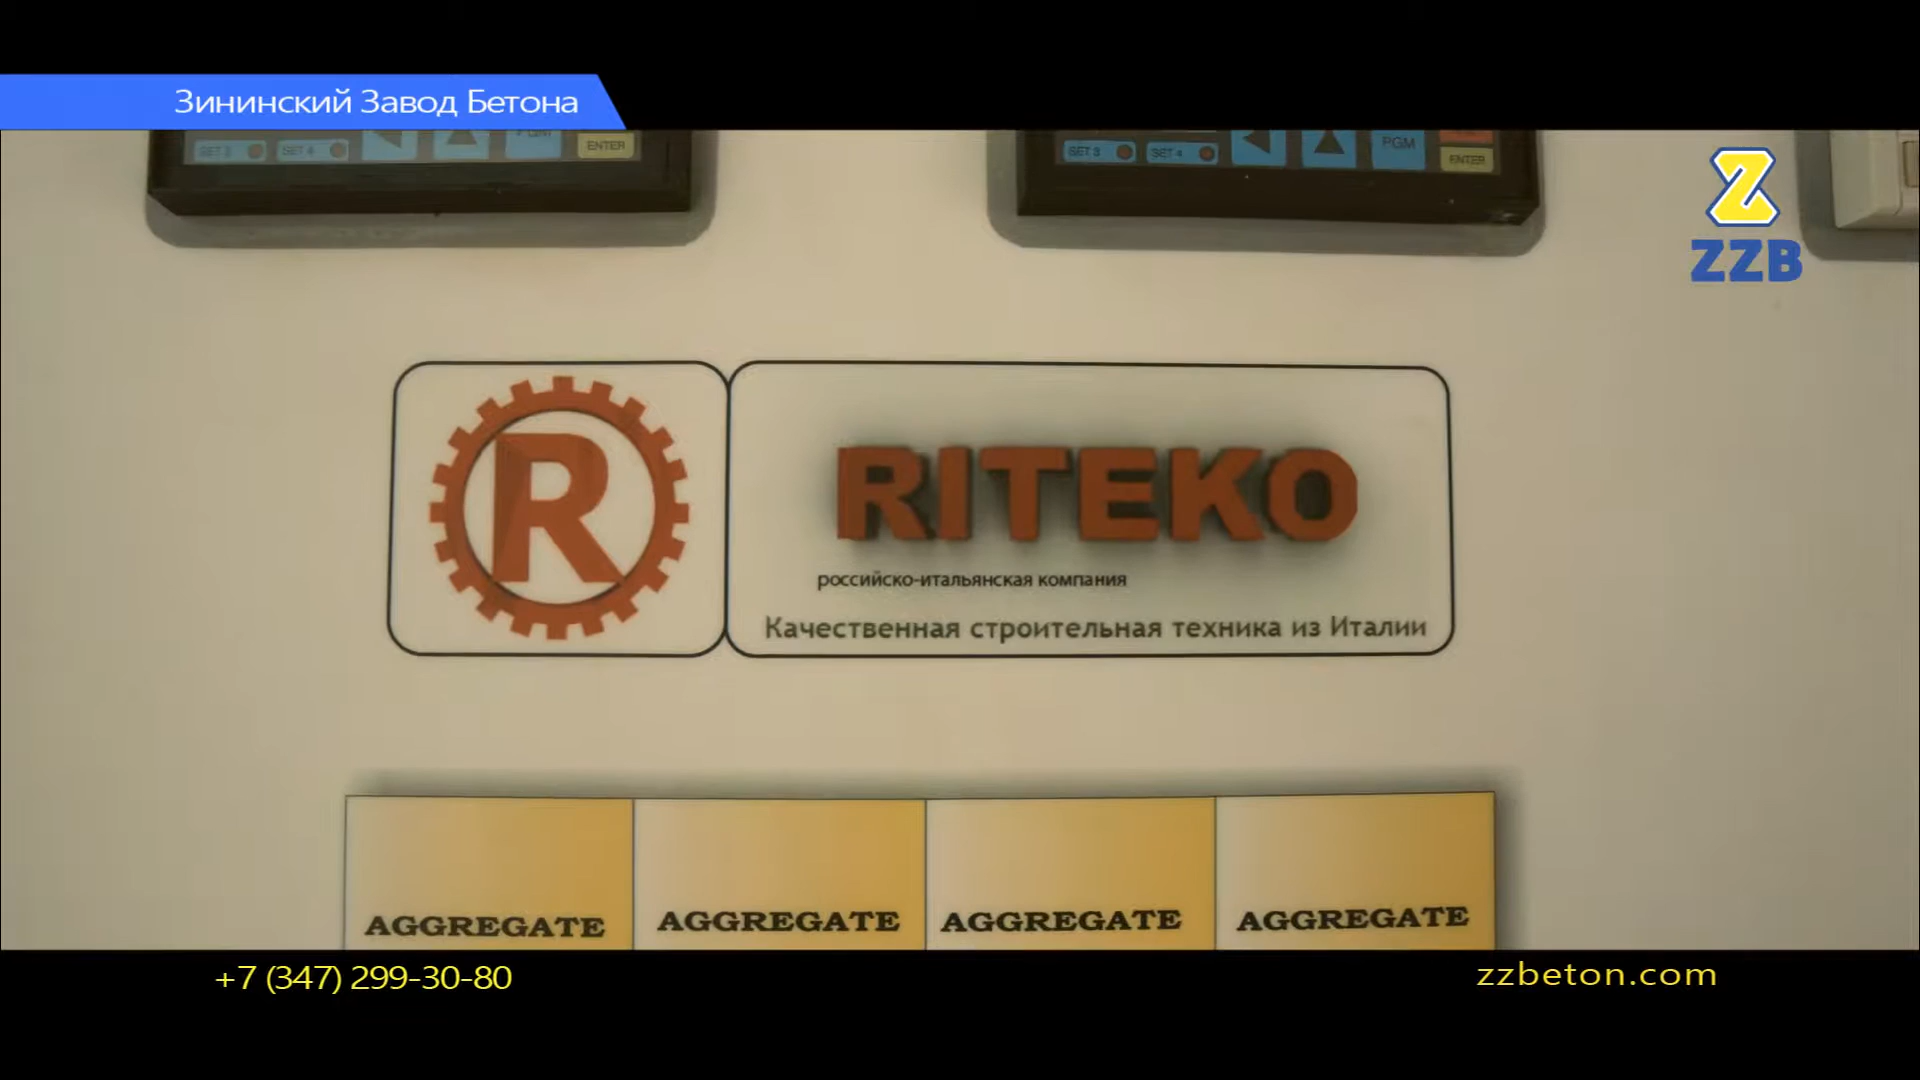 Зининский Завод Бетона
SET 3 SET 4 PGM ENTER
SET 3 SET 4 PGM ENTER
Z
ZZB
R
RITEKO
российско-итальянская компания
Качественная строительная техника из Италии
AGGREGATE AGGREGATE AGGREGATE AGGREGATE
+7 (347) 299-30-80
zzbeton.com